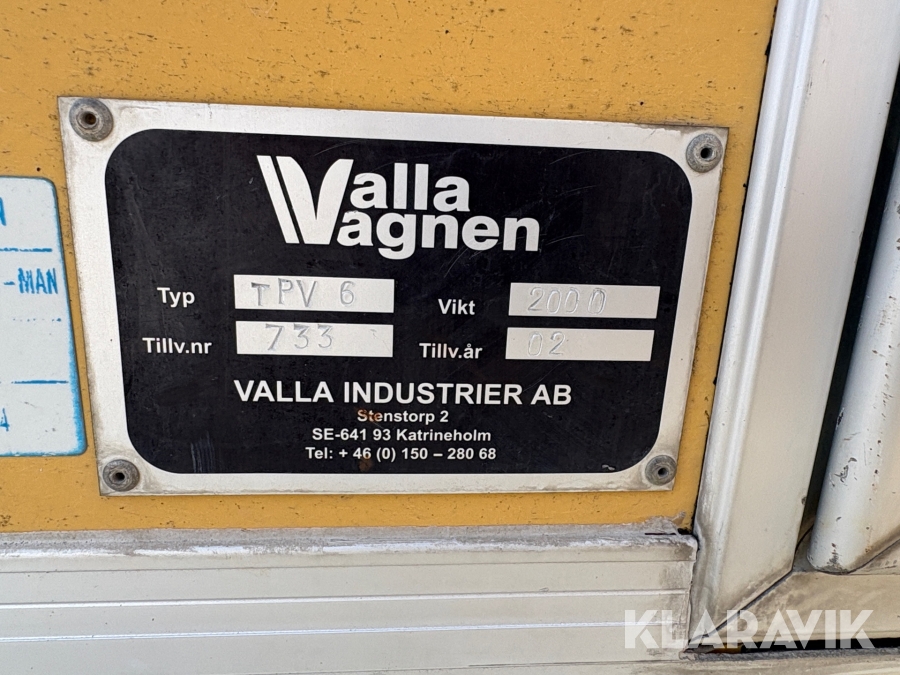 Valla
Vagnen
Typ TPV 6 Vikt 2000
Tillv.nr 733 Tillv.år 02
VALLA INDUSTRIER AB
Stenstorp 2
SE-641 93 Katrineholm
Tel: + 46 (0) 150 – 280 68
-MAN
4
KLARAVIK